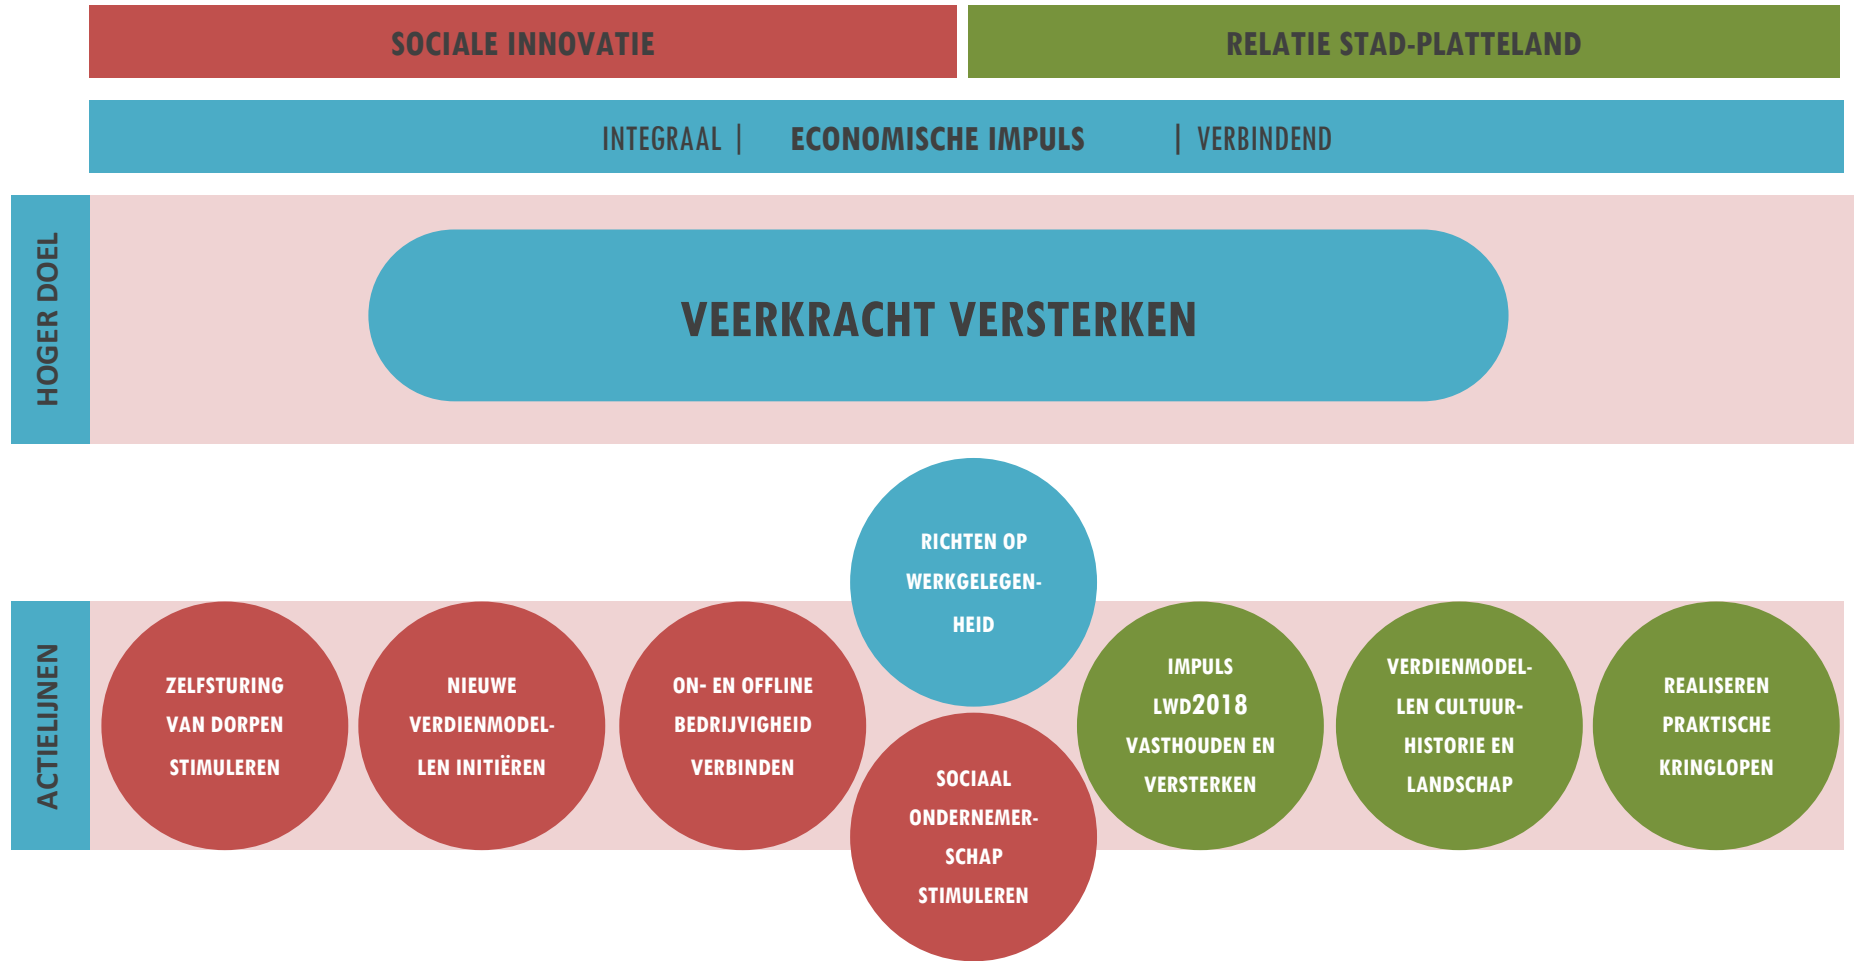 SOCIALE INNOVATIE
RELATIE STAD-PLATTELAND
INTEGRAAL | ECONOMISCHE IMPULS | VERBINDEND
HOGER DOEL
VEERKRACHT VERSTERKEN
ACTIELIJNEN
ZELFSTURING
VAN DORPEN
STIMULEREN
NIEUWE
VERDIENMODEL-
LEN INITIËREN
ON- EN OFFLINE
BEDRIJVIGHEID
VERBINDEN
RICHTEN OP
WERKGELEGEN-
HEID
SOCIAAL
ONDERNEMER-
SCHAP
STIMULEREN
IMPULS
LWD2018
VASTHOUDEN EN
VERSTERKEN
VERDIENMODEL-
LEN CULTUUR-
HISTORIE EN
LANDSCHAP
REALISEREN
PRAKTISCHE
KRINGLOPEN